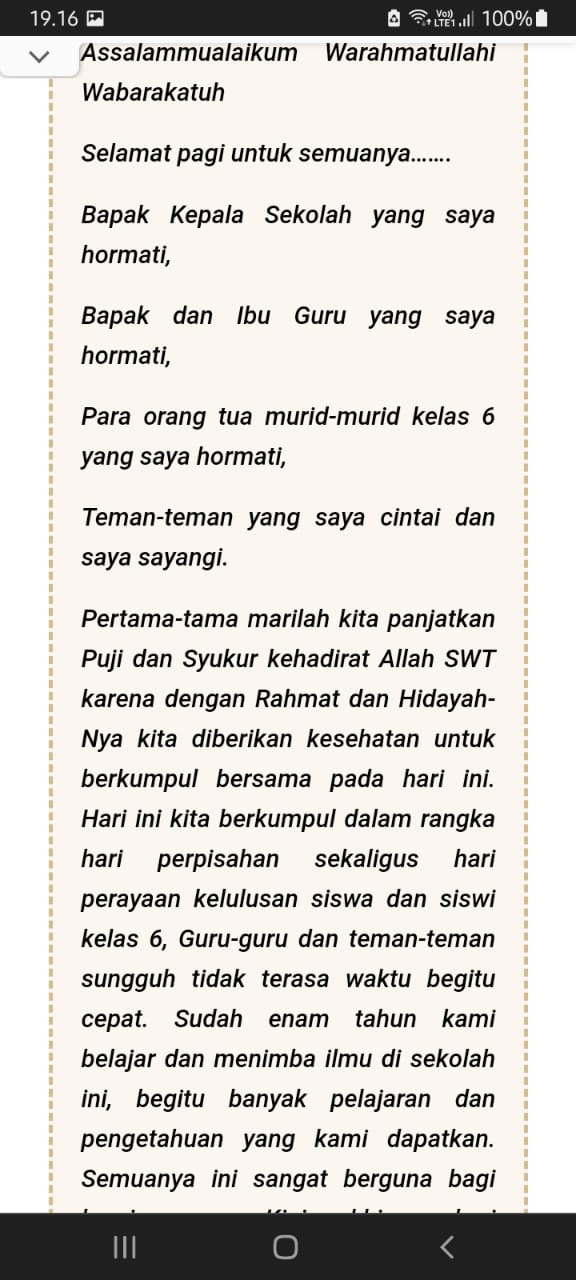 19.16
Vo))
LTE1
100%
Assalammualaikum Warahmatullahi
Wabarakatuh
Selamat pagi untuk semuanya.......
Bapak Kepala Sekolah yang saya
hormati,
Bapak dan Ibu Guru yang saya
hormati,
Para orang tua murid-murid kelas 6
yang saya hormati,
Teman-teman yang saya cintai dan
saya sayangi.
Pertama-tama marilah kita panjatkan
Puji dan Syukur kehadirat Allah SWT
karena dengan Rahmat dan Hidayah-
Nya kita diberikan kesehatan untuk
berkumpul bersama pada hari ini.
Hari ini kita berkumpul dalam rangka
hari perpisahan sekaligus hari
perayaan kelulusan siswa dan siswi
kelas 6, Guru-guru dan teman-teman
sungguh tidak terasa waktu begitu
cepat. Sudah enam tahun kami
belajar dan menimba ilmu di sekolah
ini, begitu banyak pelajaran dan
pengetahuan yang kami dapatkan.
Semuanya ini sangat berguna bagi